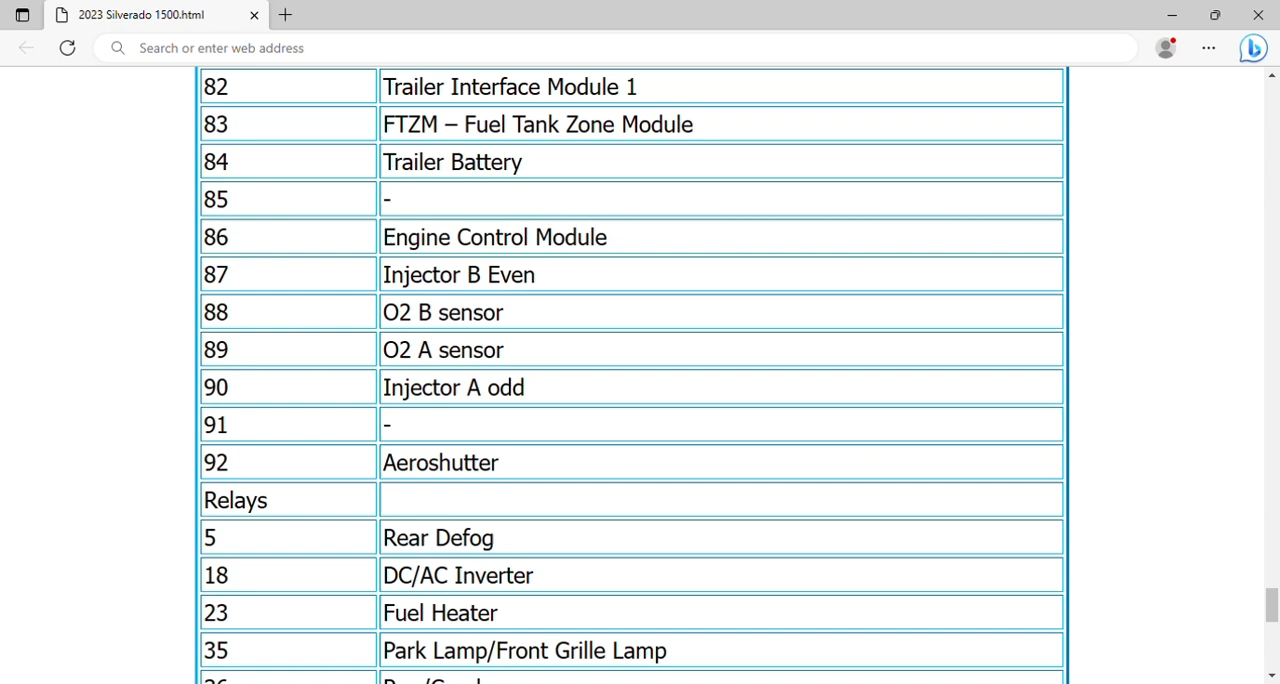 2023 Silverado 1500.html
Search or enter web address
82 Trailer Interface Module 1
83 FTZM – Fuel Tank Zone Module
84 Trailer Battery
85 -
86 Engine Control Module
87 Injector B Even
88 O2 B sensor
89 O2 A sensor
90 Injector A odd
91 -
92 Aeroshutter
Relays
5 Rear Defog
18 DC/AC Inverter
23 Fuel Heater
35 Park Lamp/Front Grille Lamp